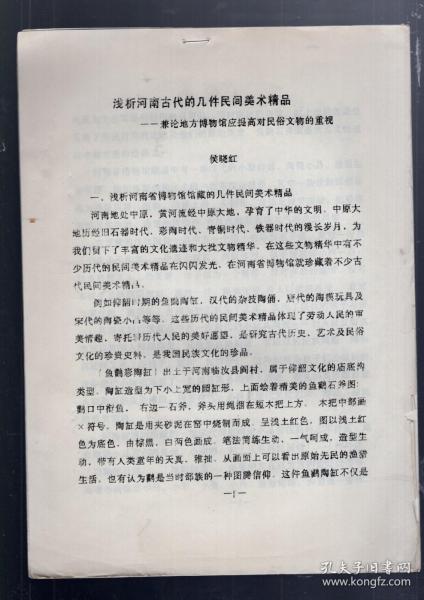 浅析河南古代的几件民间美术精品
——兼论地方博物馆应提高对民俗文物的重视
侯晓红
一、浅析河南省博物馆馆藏的几件民间美术精品
河南地处中原，黄河流经中原大地，孕育了中华的文明。中原大
地历经旧石器时代、彩陶时代、青铜时代、铁器时代的漫长岁月，为
我们留下了丰富的文化遗迹和大批文物精华，在这些文物精华中有不
少历代的民间美术精品在闪闪发光，在河南省博物馆就珍藏着不少古
代民间美术精品。
例如仰韶时期的鱼鹳陶缸，汉代的杂技陶俑，唐代的陶模玩具及
宋代的陶瓷小品等等。这些历代的民间美术精品体现了劳动人民的审
美情趣，寄托着历代人民的美好愿望，是研究古代历史、艺术及民俗
文化的珍贵史料，是我国民族文化的珍品。
《鱼鹳彩陶缸》出土于河南临汝县阎村，属于仰韶文化的庙底沟
类型。陶缸造型为下小上宽的圆缸形，上面绘着精美的鱼鹳石斧图：
鹳口中衔鱼，右边一石斧，斧头用绳捆在短木把上方。木把中部画
×符号，陶缸是用夹砂泥在窑中烧制而成。呈浅土红色，图以浅土红
色为底色，由棕黑、白两色画成。笔法简练生动，一气呵成，造型生
动，带有人类童年的天真、稚拙，从画面上可以看出原始先民的渔猎
生活，也有认为鹳是当时部族的一种图腾信仰。这件鱼鹳陶缸不仅是
—1—
孔夫子旧书网
www.kongfz.com